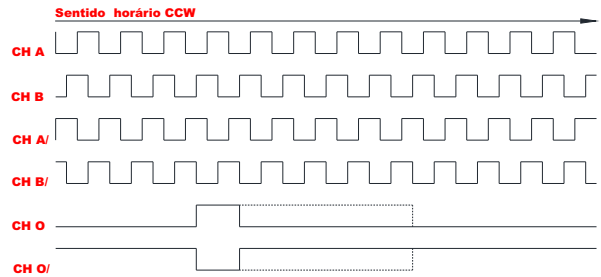 Sentido horário CCW
CH A
CH B
CH A/
CH B/
CH O
CH O/